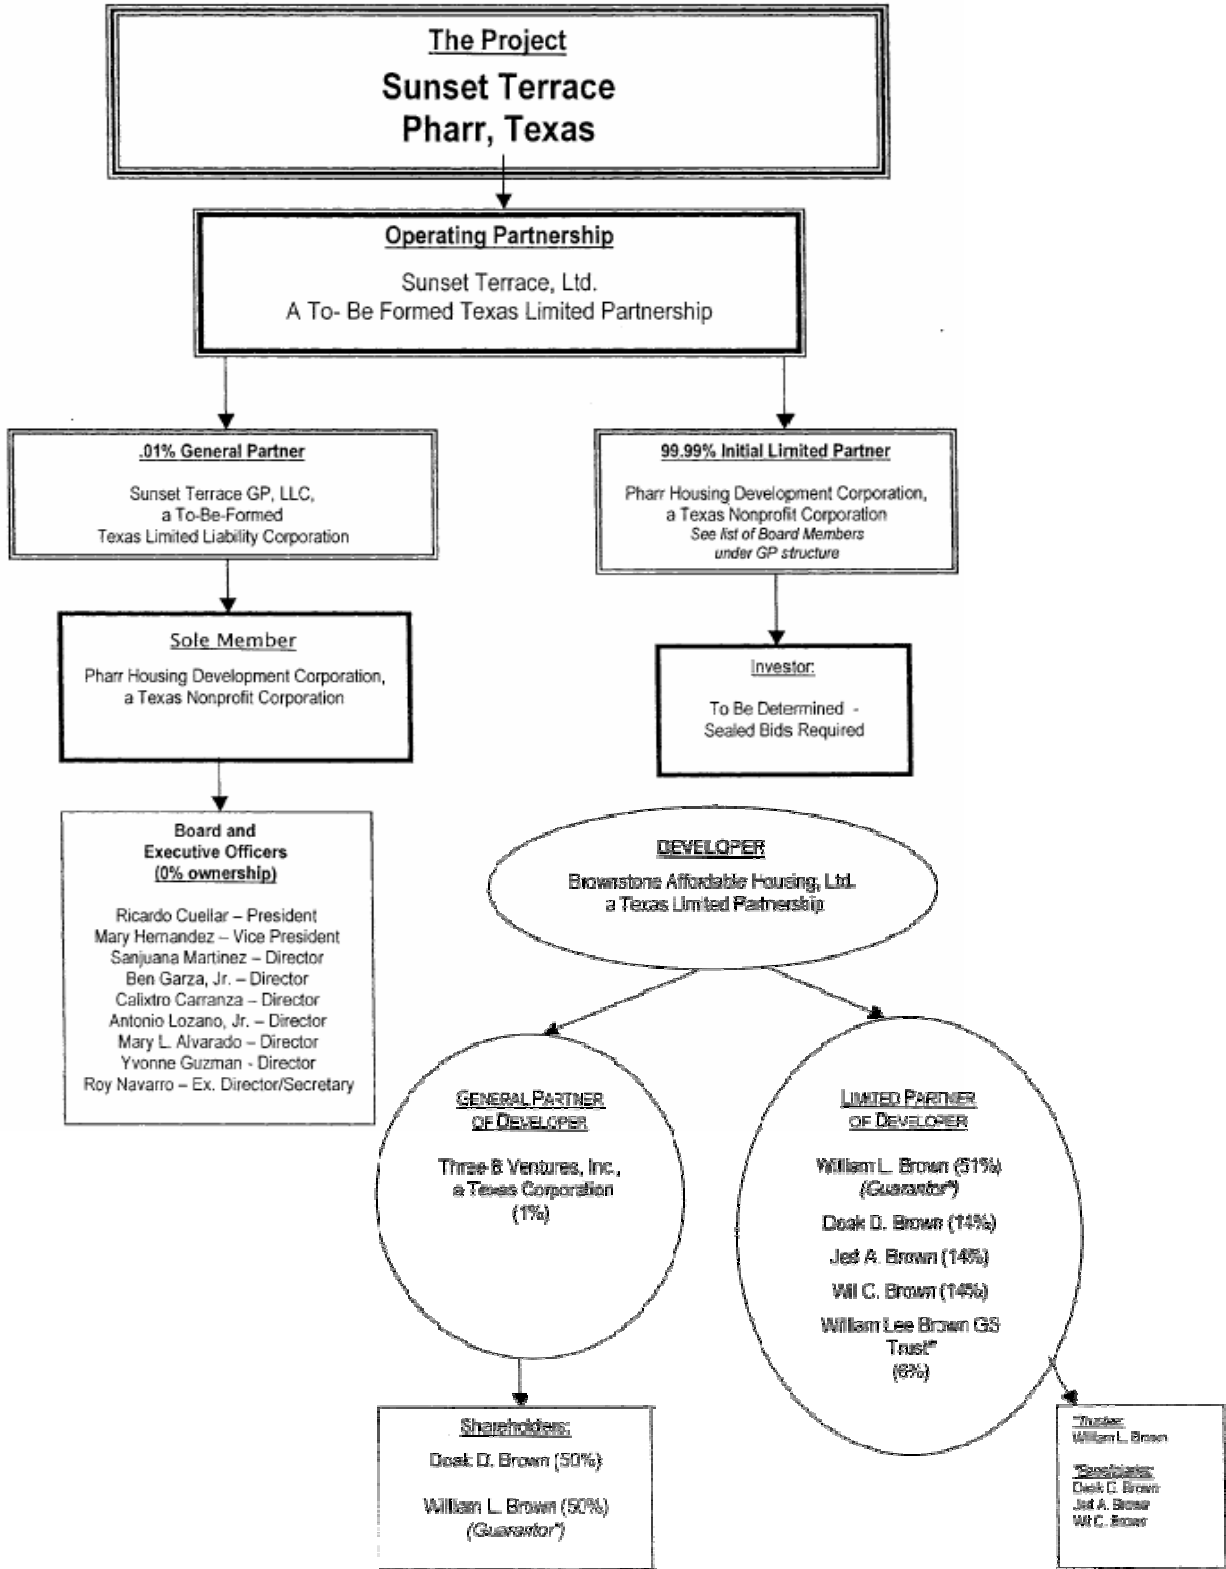 The Project
Sunset Terrace
Pharr, Texas
Operating Partnership
Sunset Terrace, Ltd.
A To- Be Formed Texas Limited Partnership
.01% General Partner
Sunset Terrace GP, LLC,
a To-Be-Formed
Texas Limited Liability Corporation
99.99% Initial Limited Partner
Pharr Housing Development Corporation,
a Texas Nonprofit Corporation
See list of Board Members
under GP structure
Sole Member
Pharr Housing Development Corporation,
a Texas Nonprofit Corporation
Investor:
To Be Determined -
Sealed Bids Required
Board and
Executive Officers
(0% ownership)
Ricardo Cuellar – President
Mary Hernandez – Vice President
Sanjuana Martinez – Director
Ben Garza, Jr. – Director
Calixtro Carranza – Director
Antonio Lozano, Jr. – Director
Mary L. Alvarado – Director
Yvonne Guzman - Director
Roy Navarro – Ex. Director/Secretary
DEVELOPER
Brownstone Affordable Housing, Ltd.
a Texas Limited Partnership
GENERAL PARTNER
OF DEVELOPER
Three B Ventures, Inc.,
a Texas Corporation
(1%)
LIMITED PARTNER
OF DEVELOPER
William L. Brown (51%)
(Guarantor*)
Doak D. Brown (14%)
Jed A. Brown (14%)
Wil C. Brown (14%)
William Lee Brown GS
Trust*
(6%)
Shareholders:
Doak D. Brown (50%)
William L. Brown (50%)
(Guarantor*)
*Trustee:
William L. Brown
*Beneficiaries:
Doak D. Brown
Jed A. Brown
Wil C. Brown